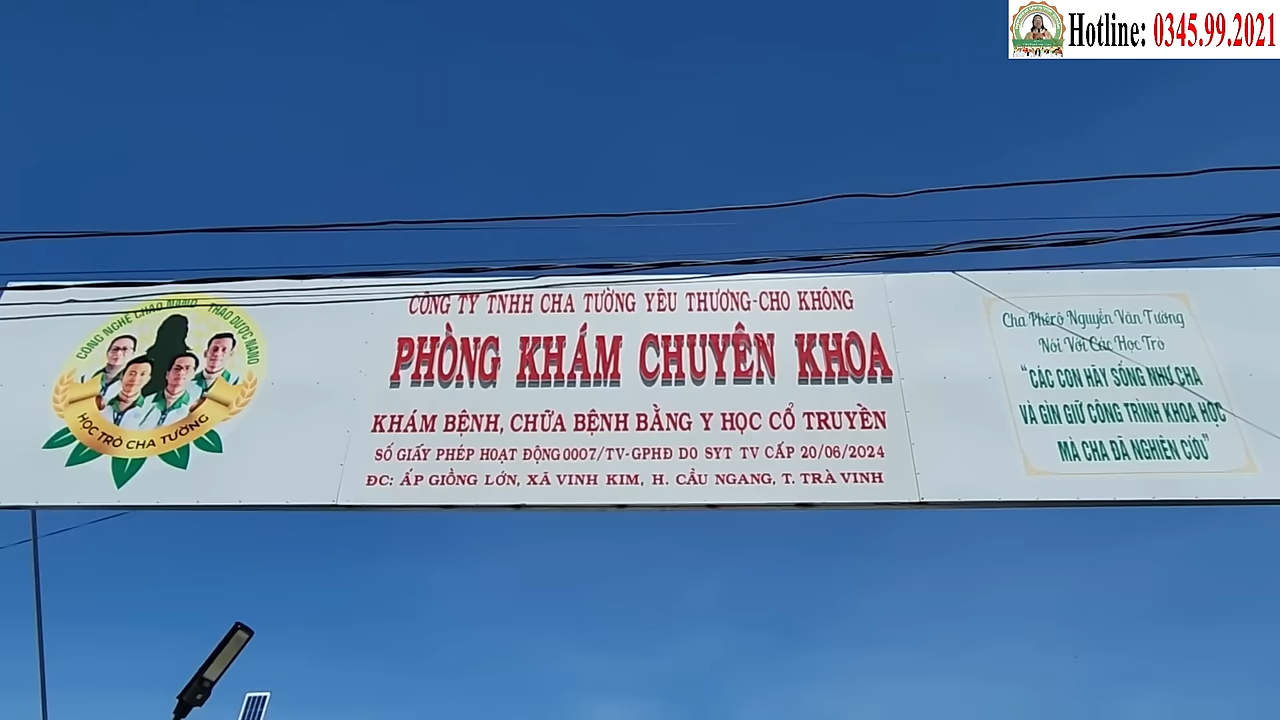 Hotline: 0345.99.2021
CÔNG NGHỆ CHAO NANO THẢO DƯỢC NANO
HỌC TRÒ CHA TƯỜNG
CÔNG TY TNHH CHA TƯỜNG YÊU THƯƠNG-CHO KHÔNG
PHÒNG KHÁM CHUYÊN KHOA
KHÁM BỆNH, CHỮA BỆNH BẰNG Y HỌC CỔ TRUYỀN
SỐ GIẤY PHÉP HOẠT ĐỘNG 0007/TV-GPHĐ DO SYT TV CẤP 20/06/2024
ĐC: ẤP GIỒNG LỚN, XÃ VINH KIM, H. CẦU NGANG, T. TRÀ VINH
Cha Phêrô Nguyễn Văn Tường
Nói Với Các Học Trò
"CÁC CON HÃY SỐNG NHƯ CHA
VÀ GÌN GIỮ CÔNG TRÌNH KHOA HỌC
MÀ CHA ĐÃ NGHIÊN CỨU"